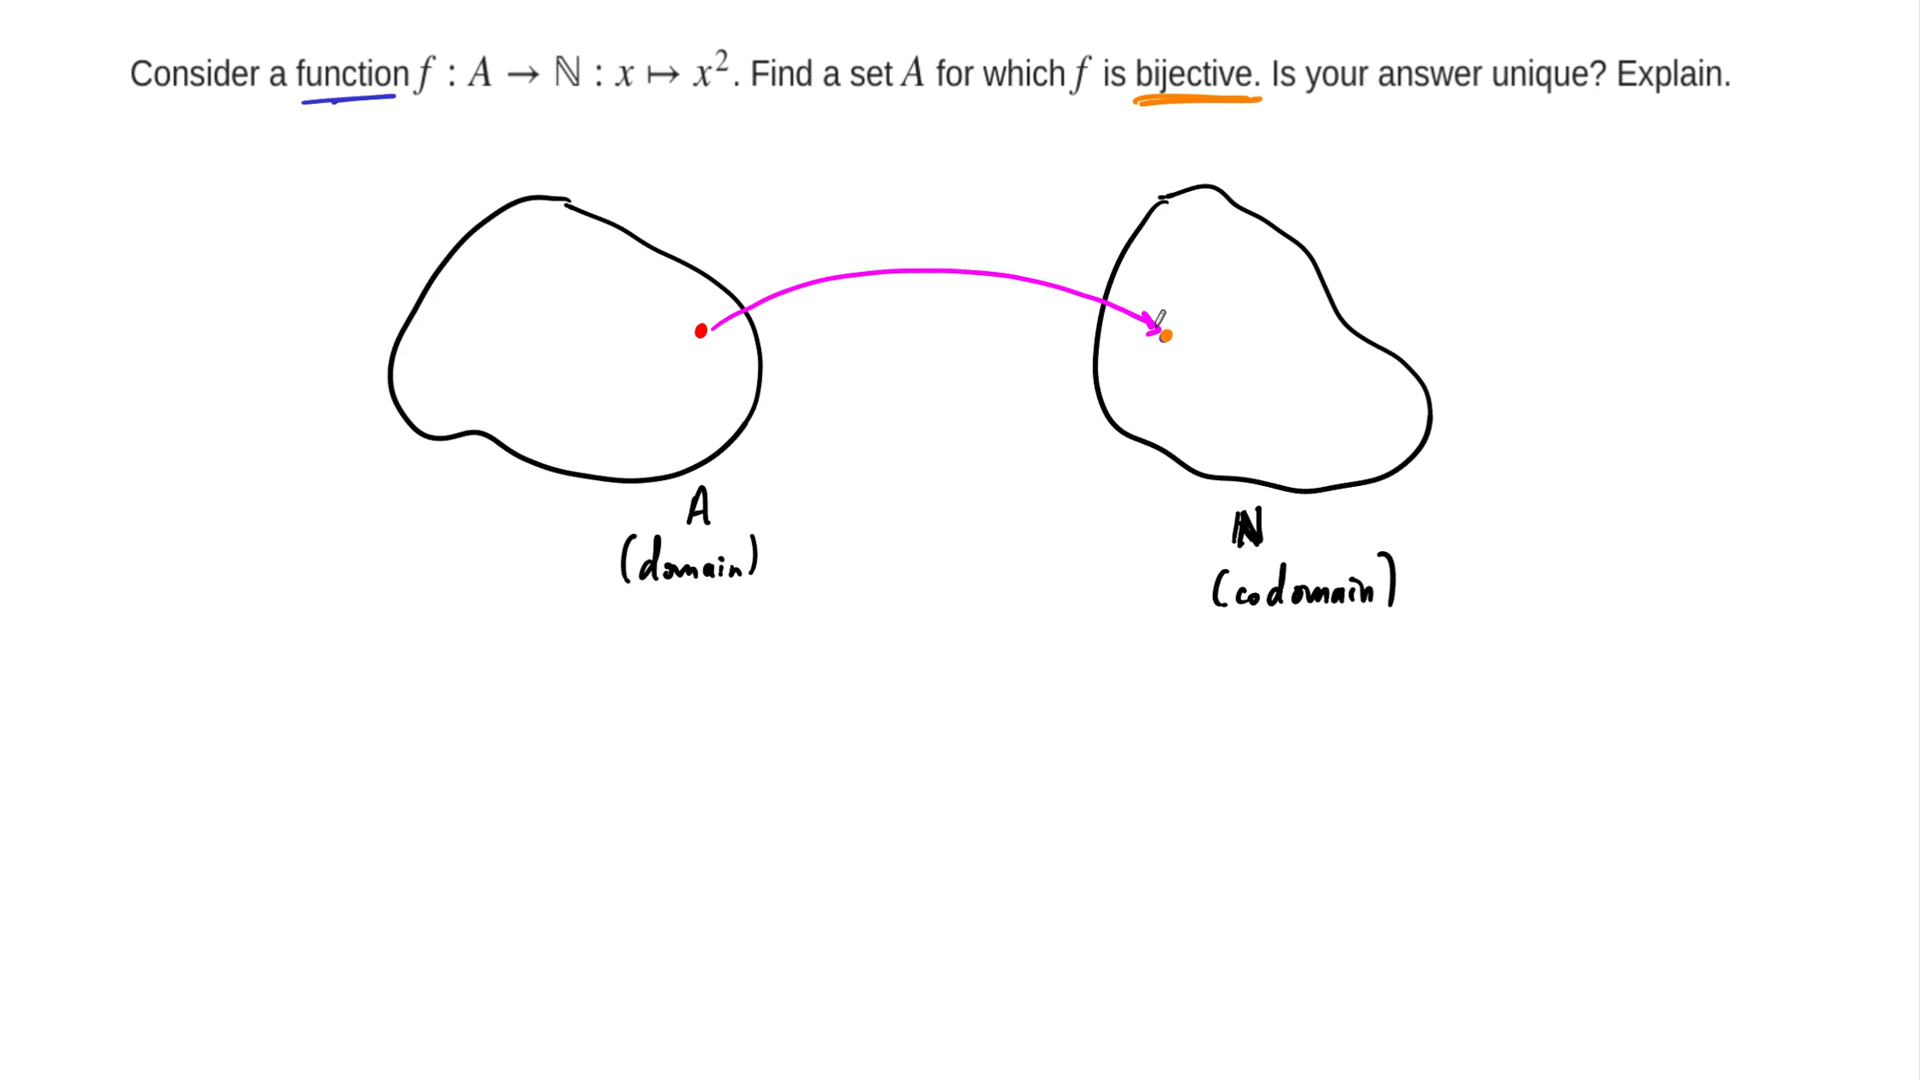 Consider a function f : A → ℕ : x ↦ x². Find a set A for which f is bijective. Is your answer unique? Explain.
A
(domain)
ℕ
(codomain)